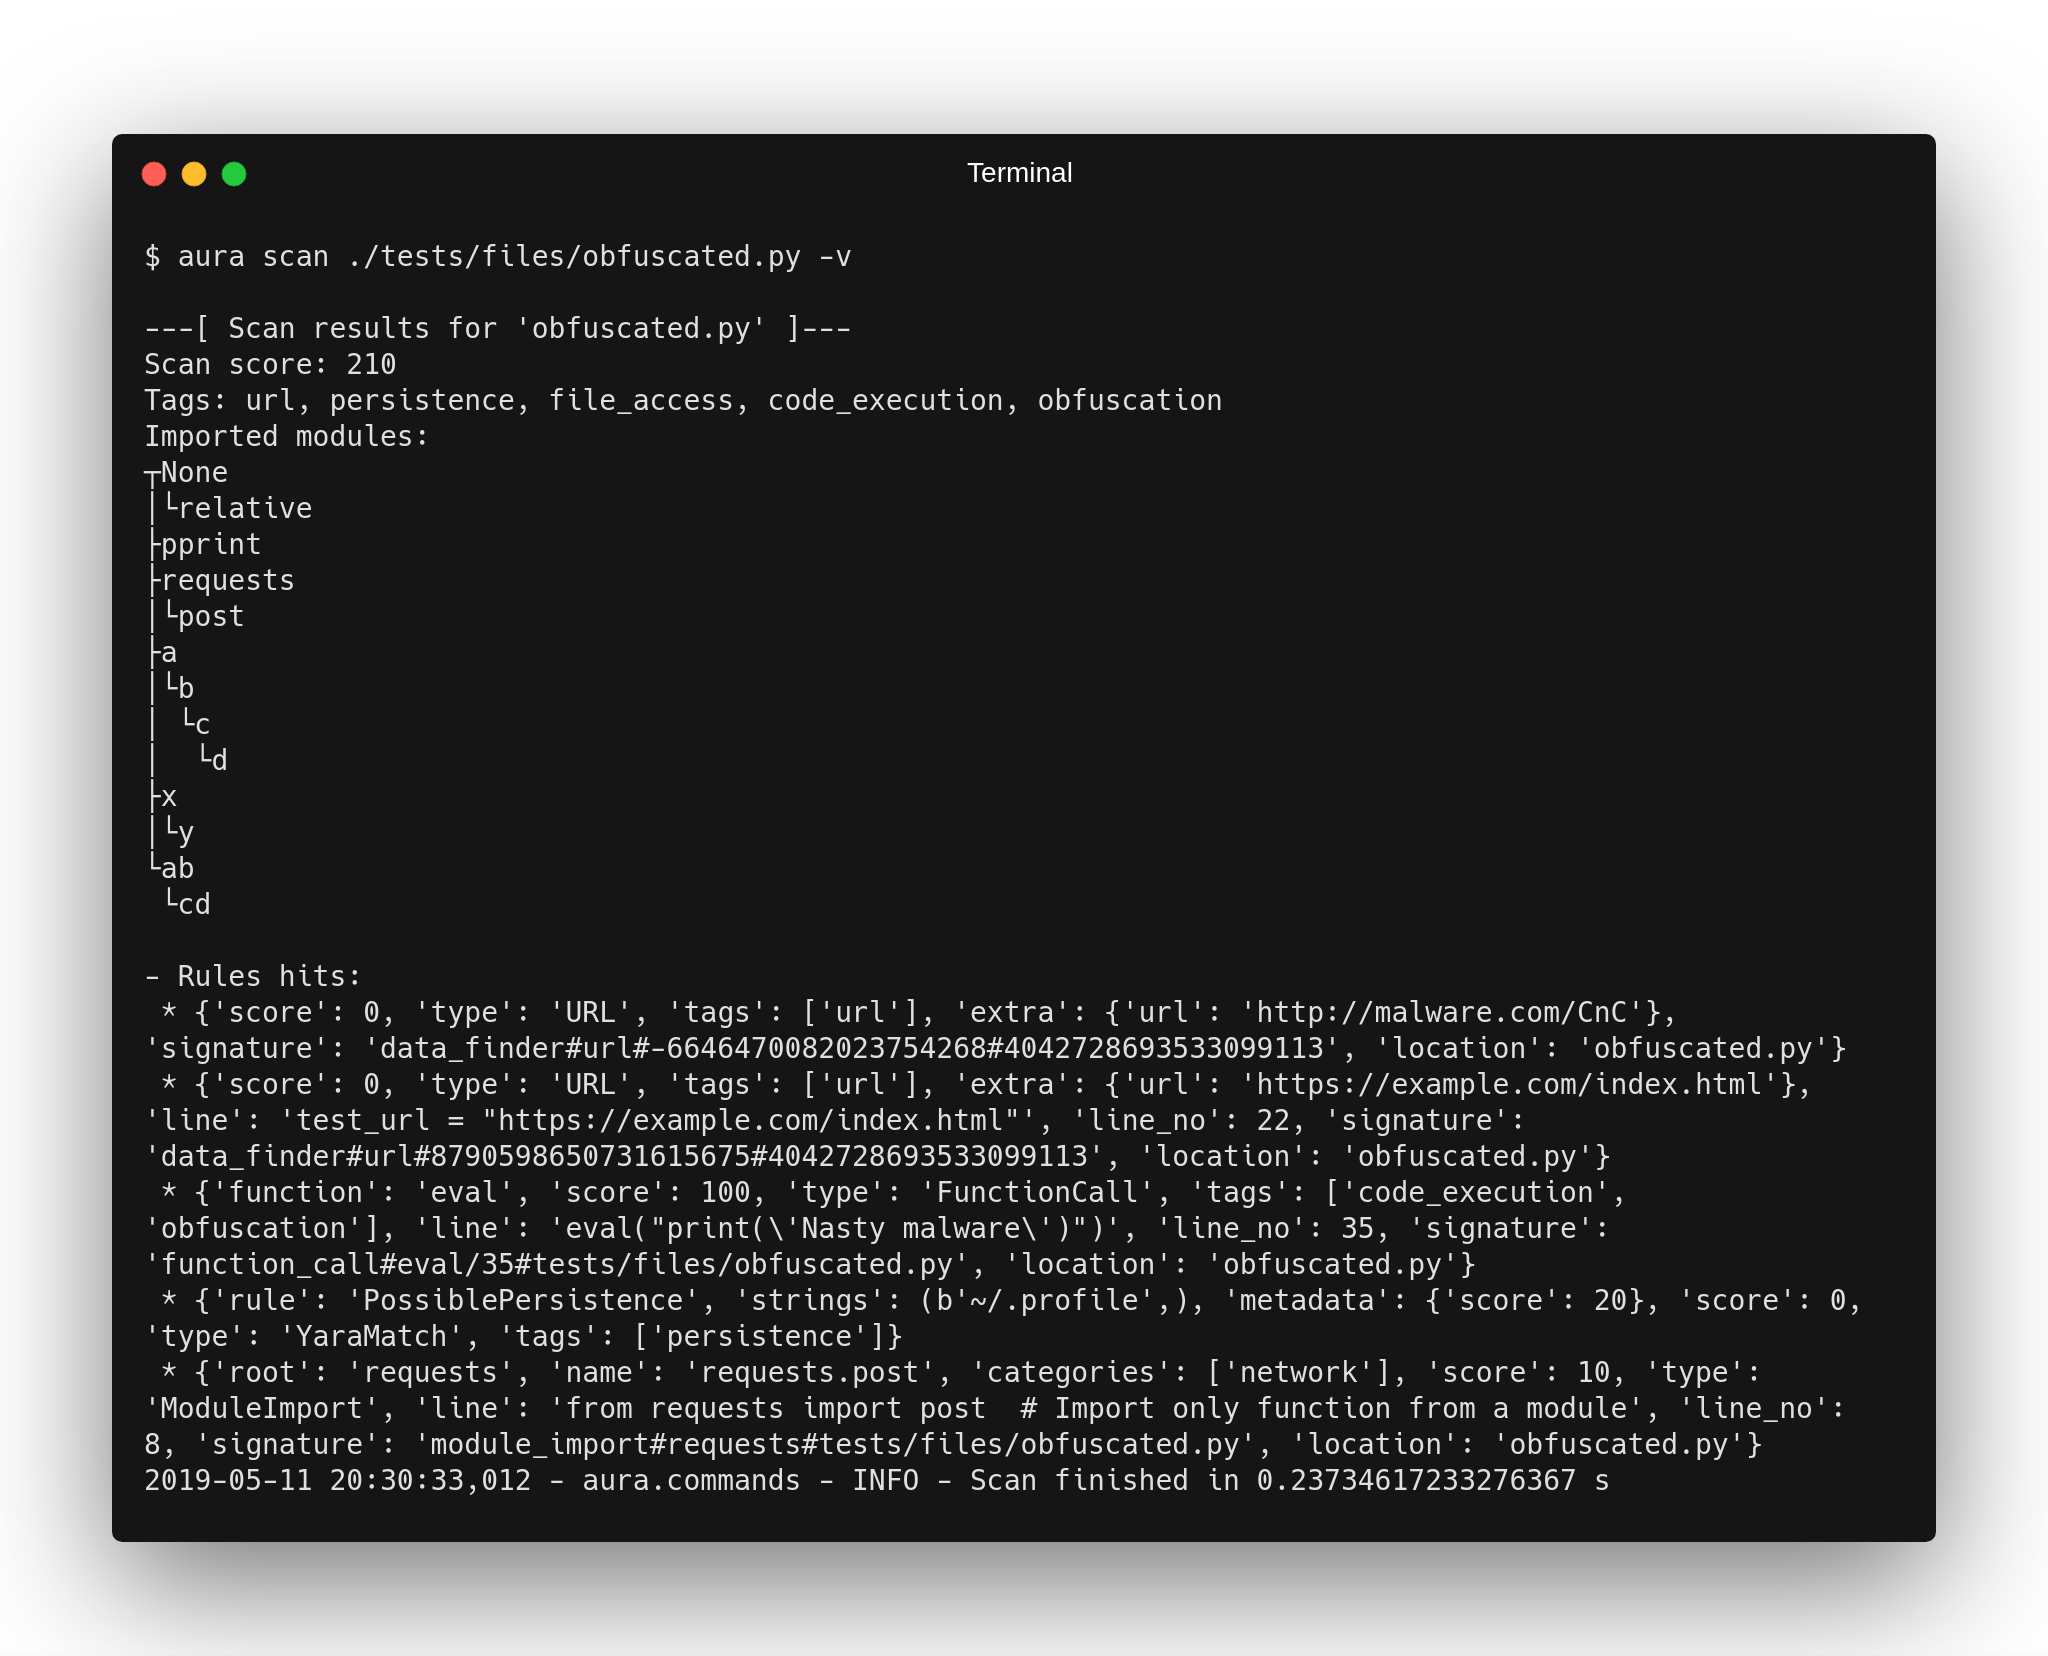 Terminal
$ aura scan ./tests/files/obfuscated.py -v
---[ Scan results for 'obfuscated.py' ]---
Scan score: 210
Tags: url, persistence, file_access, code_execution, obfuscation
Imported modules:
┬None
│└relative
├pprint
├requests
│└post
├a
│└b
│ └c
│  └d
├x
│└y
└ab
 └cd
- Rules hits:
 * {'score': 0, 'type': 'URL', 'tags': ['url'], 'extra': {'url': 'http://malware.com/CnC'},
'signature': 'data_finder#url#-6646470082023754268#4042728693533099113', 'location': 'obfuscated.py'}
 * {'score': 0, 'type': 'URL', 'tags': ['url'], 'extra': {'url': 'https://example.com/index.html'},
'line': 'test_url = "https://example.com/index.html"', 'line_no': 22, 'signature':
'data_finder#url#8790598650731615675#4042728693533099113', 'location': 'obfuscated.py'}
 * {'function': 'eval', 'score': 100, 'type': 'FunctionCall', 'tags': ['code_execution',
'obfuscation'], 'line': 'eval("print(\'Nasty malware\')")', 'line_no': 35, 'signature':
'function_call#eval/35#tests/files/obfuscated.py', 'location': 'obfuscated.py'}
 * {'rule': 'PossiblePersistence', 'strings': (b'~/.profile',), 'metadata': {'score': 20}, 'score': 0,
'type': 'YaraMatch', 'tags': ['persistence']}
 * {'root': 'requests', 'name': 'requests.post', 'categories': ['network'], 'score': 10, 'type':
'ModuleImport', 'line': 'from requests import post  # Import only function from a module', 'line_no':
8, 'signature': 'module_import#requests#tests/files/obfuscated.py', 'location': 'obfuscated.py'}
2019-05-11 20:30:33,012 - aura.commands - INFO - Scan finished in 0.23734617233276367 s